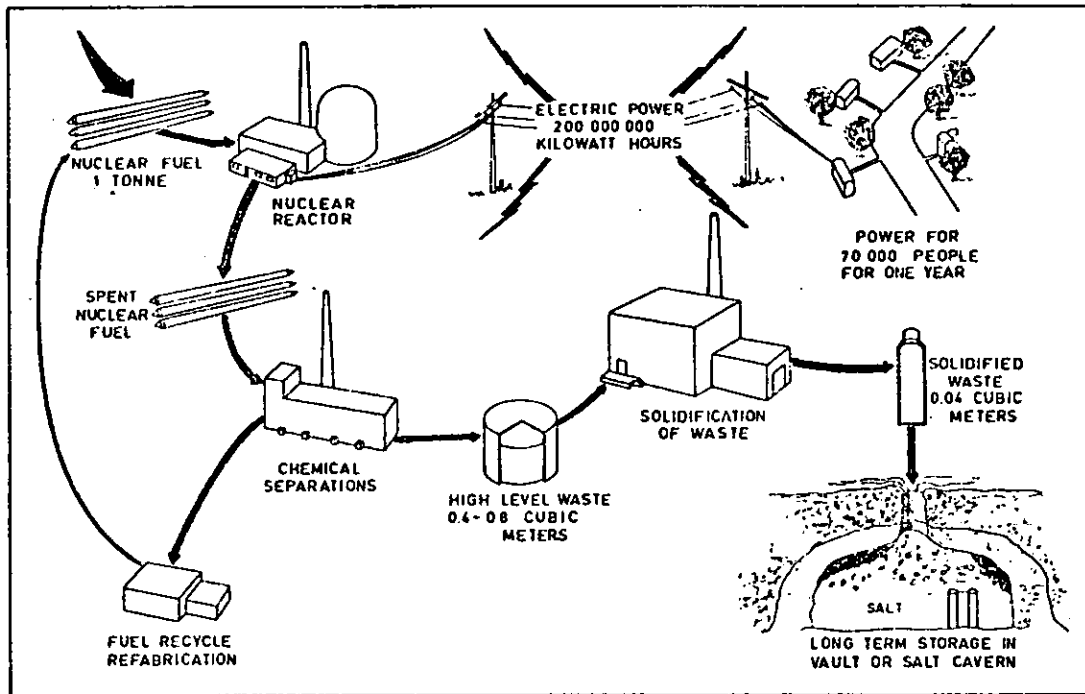 NUCLEAR FUEL
1 TONNE
NUCLEAR
REACTOR
ELECTRIC POWER
200 000 000
KILOWATT HOURS
POWER FOR
70 000 PEOPLE
FOR ONE YEAR
SPENT
NUCLEAR
FUEL
CHEMICAL
SEPARATIONS
HIGH LEVEL WASTE
0.4-0.8 CUBIC
METERS
SOLIDIFICATION
OF WASTE
SOLIDIFIED
WASTE
0.04 CUBIC
METERS
FUEL RECYCLE
REFABRICATION
SALT
LONG TERM STORAGE IN
VAULT OR SALT CAVERN